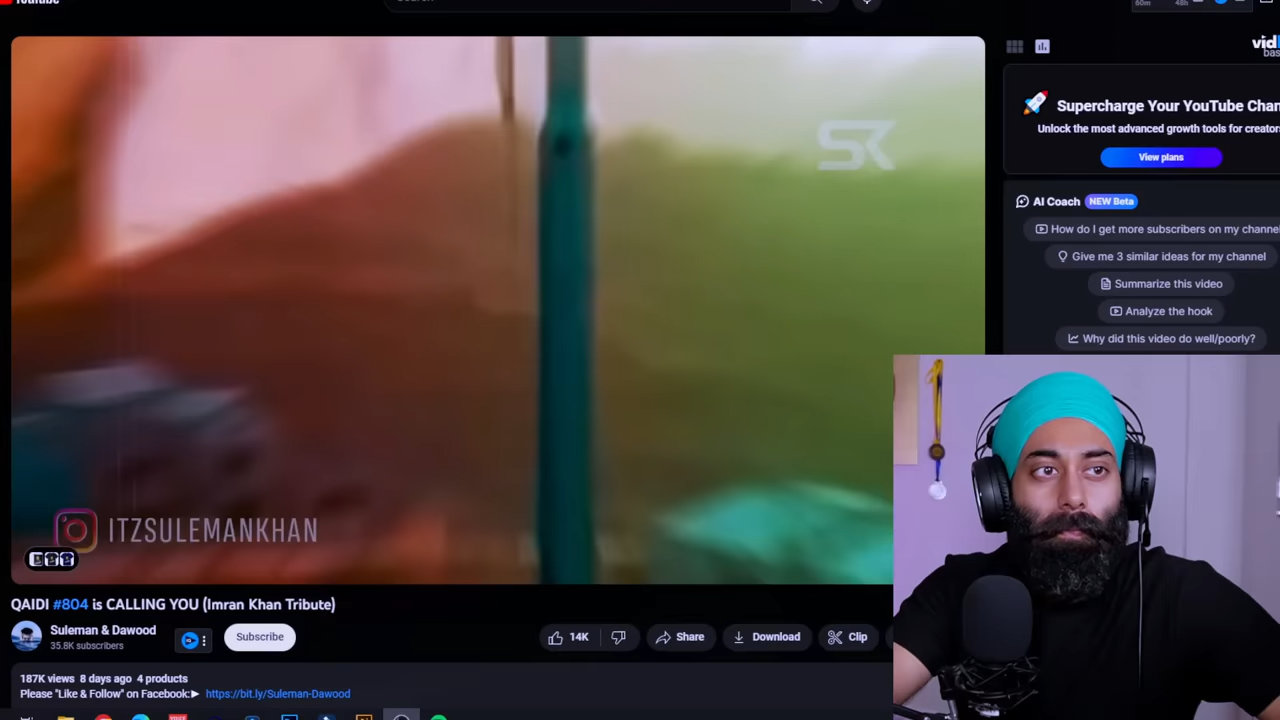 60m 48h
SR
Supercharge Your YouTube Chan
Unlock the most advanced growth tools for creator
View plans
AI Coach NEW Beta
How do I get more subscribers on my channe
Give me 3 similar ideas for my channel
Summarize this video
Analyze the hook
Why did this video do well/poorly?
ITZSULEMANKHAN
QAIDI #804 is CALLING YOU (Imran Khan Tribute)
Suleman & Dawood
35.8K subscribers
Subscribe
14K
Share
Download
Clip
187K views 8 days ago 4 products
Please "Like & Follow" on Facebook:► https://bit.ly/Suleman-Dawood